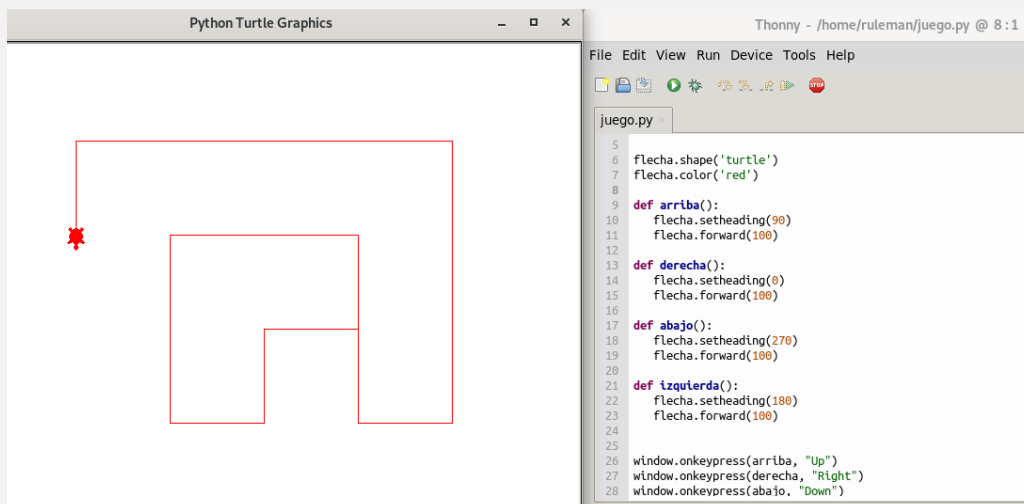 Python Turtle Graphics
Thonny - /home/ruleman/juego.py @ 8:1
File Edit View Run Device Tools Help
STOP
juego.py
5
6 flecha.shape('turtle')
7 flecha.color('red')
8
9 def arriba():
10 flecha.setheading(90)
11 flecha.forward(100)
12
13 def derecha():
14 flecha.setheading(0)
15 flecha.forward(100)
16
17 def abajo():
18 flecha.setheading(270)
19 flecha.forward(100)
20
21 def izquierda():
22 flecha.setheading(180)
23 flecha.forward(100)
24
25
26 window.onkeypress(arriba, "Up")
27 window.onkeypress(derecha, "Right")
28 window.onkeypress(abajo, "Down")